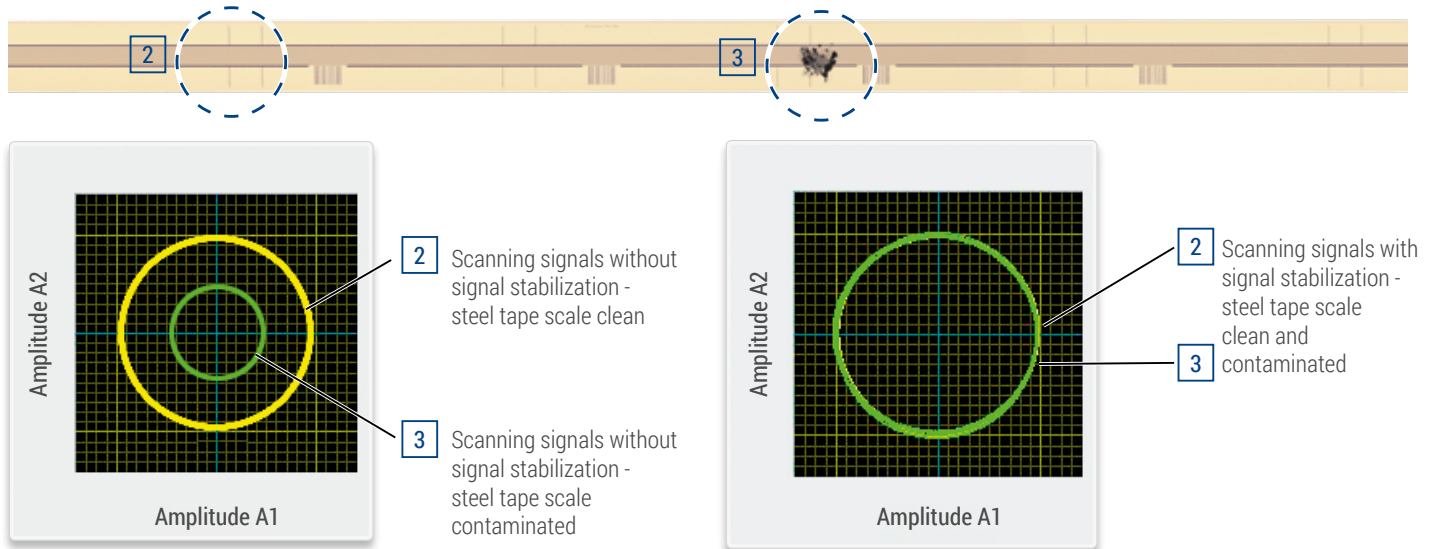 2
3
Amplitude A2
Amplitude A1
2
Scanning signals without
signal stabilization -
steel tape scale clean
3
Scanning signals without
signal stabilization -
steel tape scale
contaminated
Amplitude A2
Amplitude A1
2
Scanning signals with
signal stabilization -
steel tape scale
clean and
3
contaminated